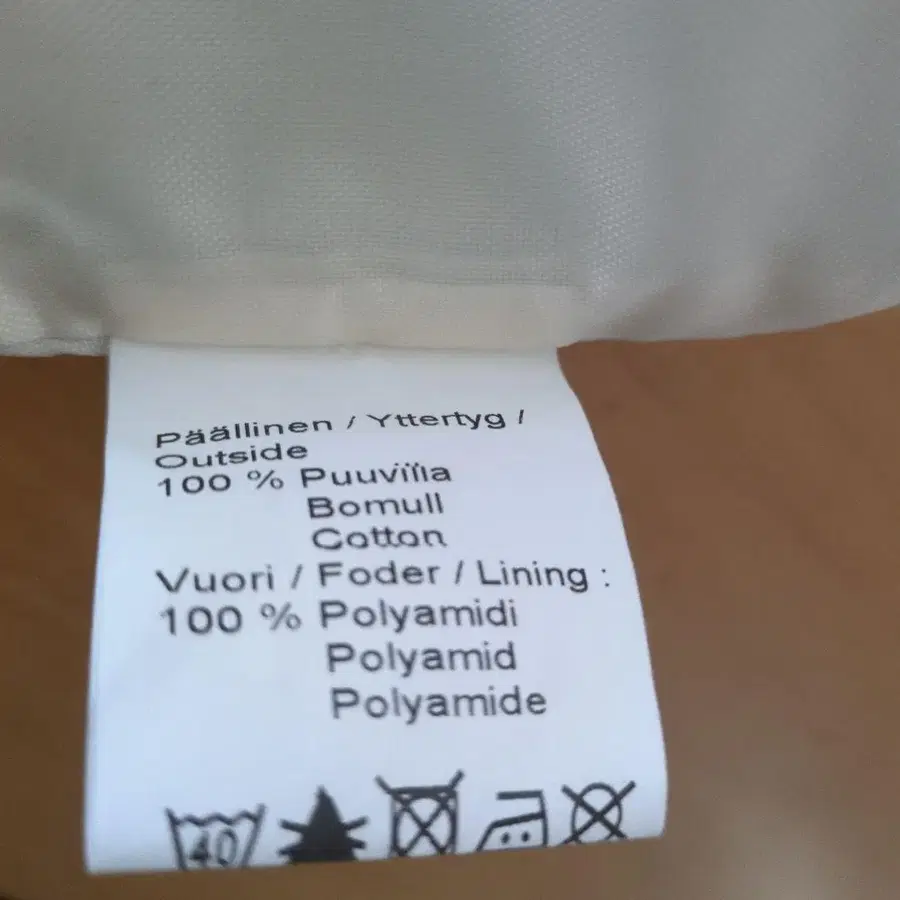 Päällinen / Yttertyg /
Outside
100 % Puuvilla
Bomull
Cotton
Vuori / Foder / Lining :
100 % Polyamidi
Polyamid
Polyamide
40